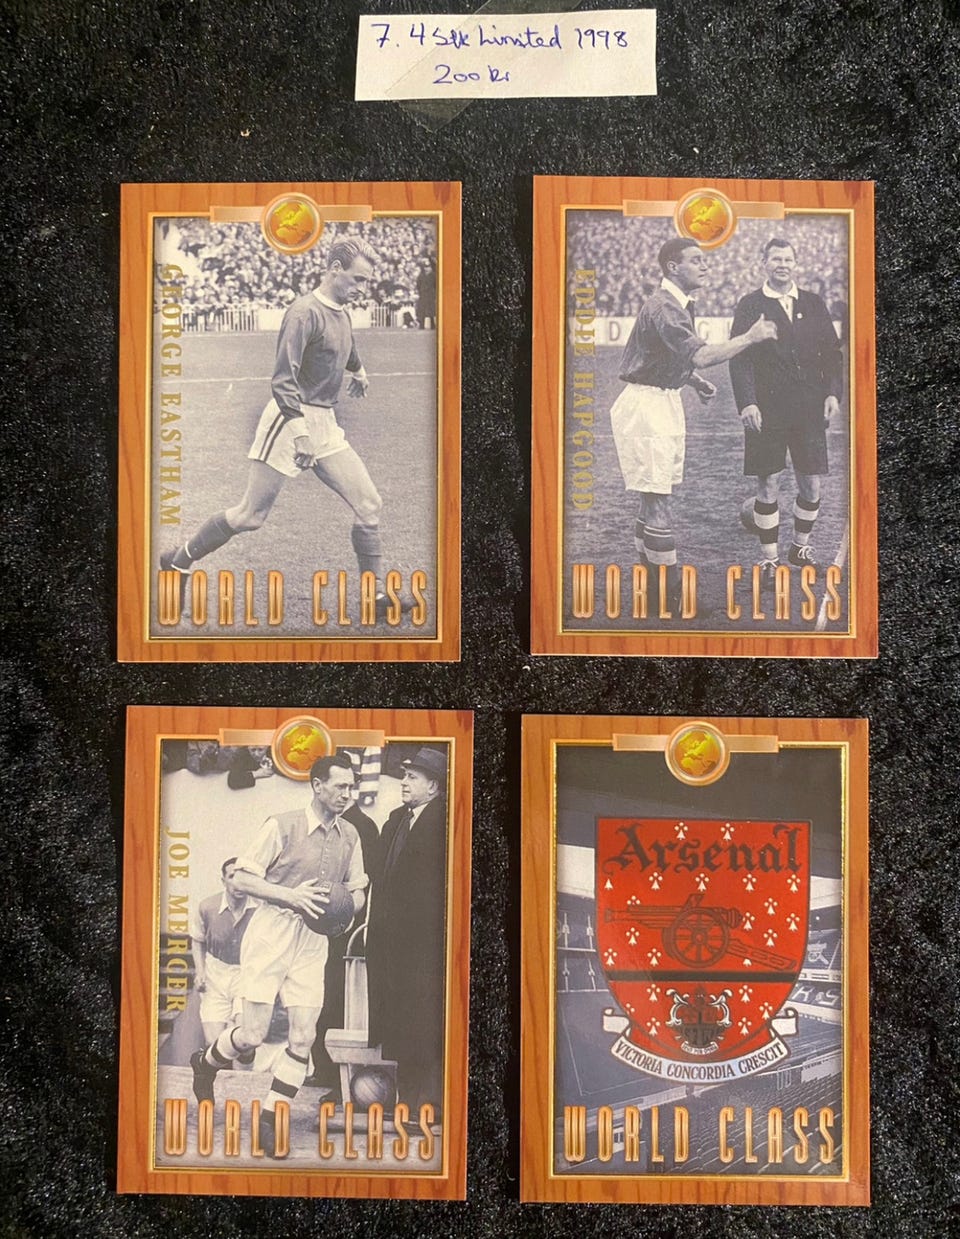 7. 4 Stk Limited 1998
200 kr
GEORGE EASTHAM
WORLD CLASS
EDDIE HAPGOOD
WORLD CLASS
JOE MERCER
WORLD CLASS
Arsenal
VICTORIA CONCORDIA CRESCIT
WORLD CLASS